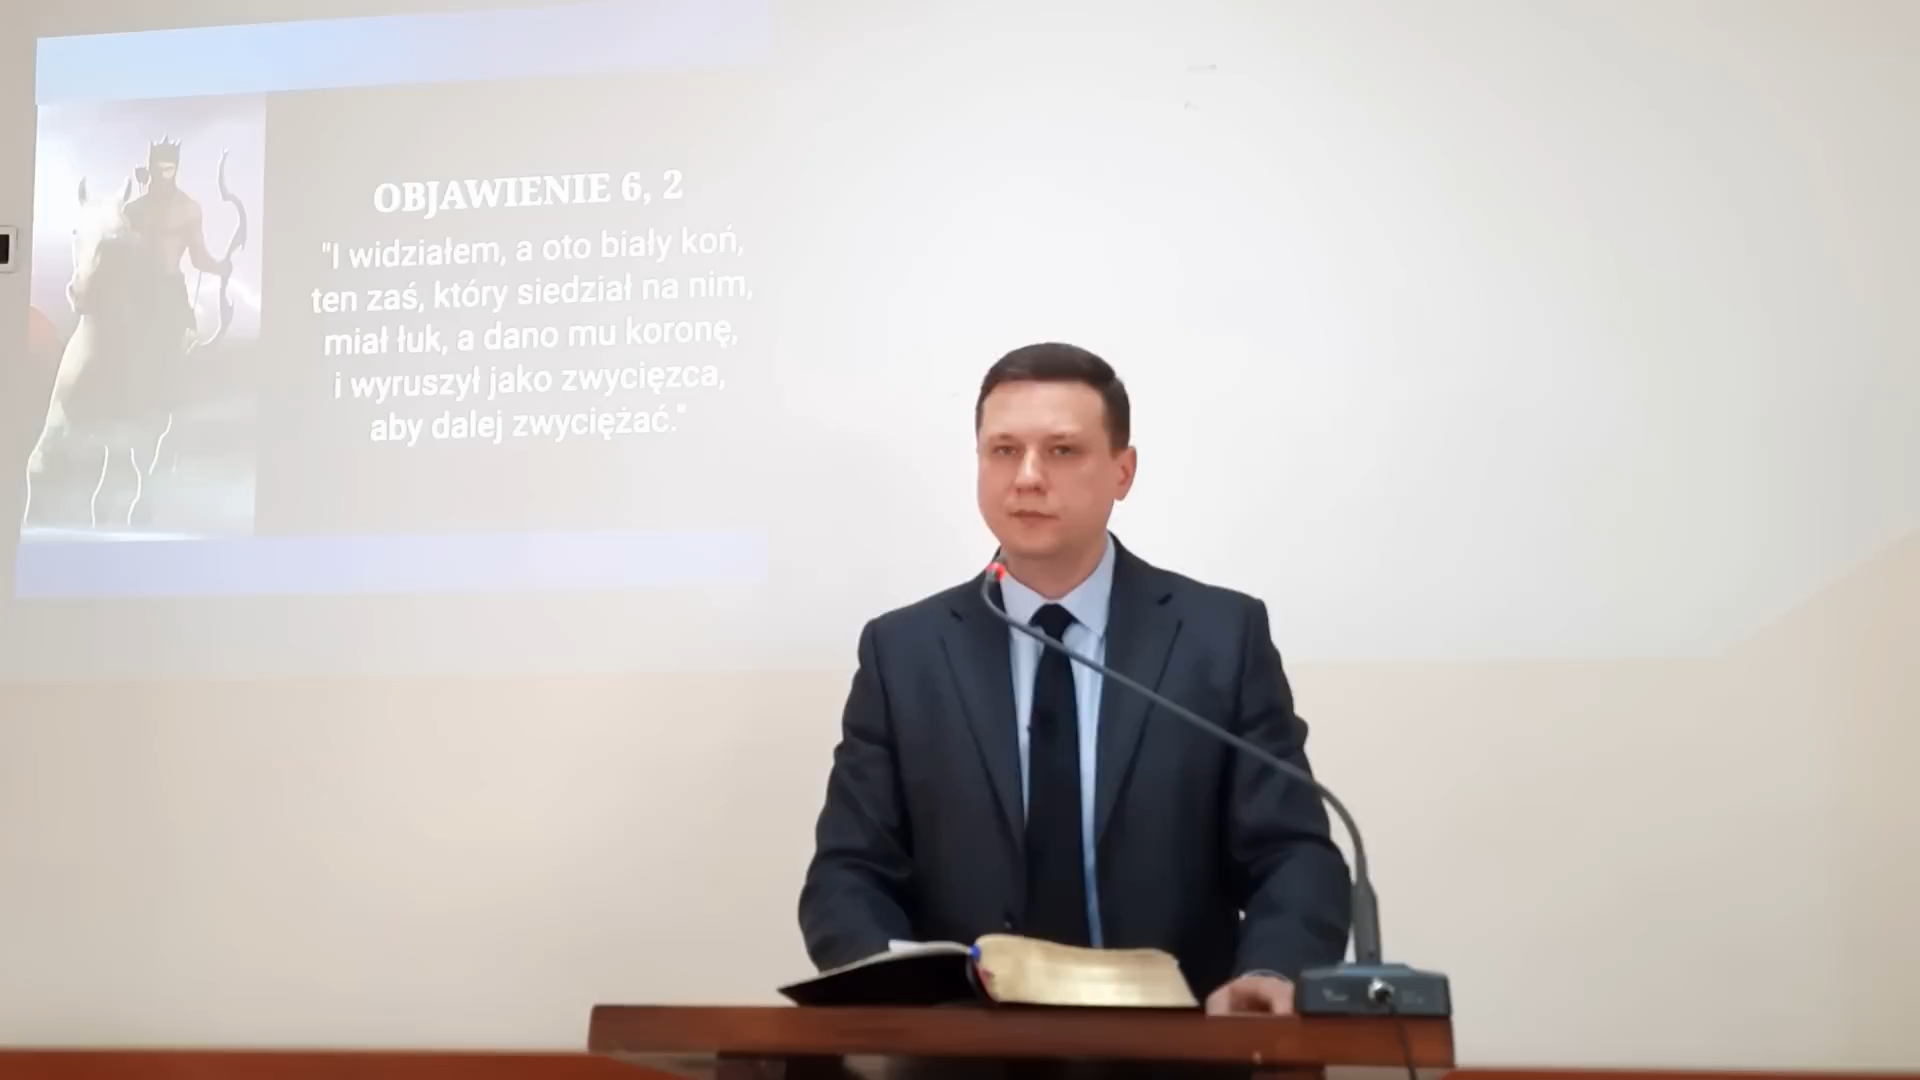 OBJAWIENIE 6, 2
"I widziałem, a oto biały koń,
ten zaś, który siedział na nim,
miał łuk, a dano mu koronę,
i wyruszył jako zwycięzca,
aby dalej zwyciężać."